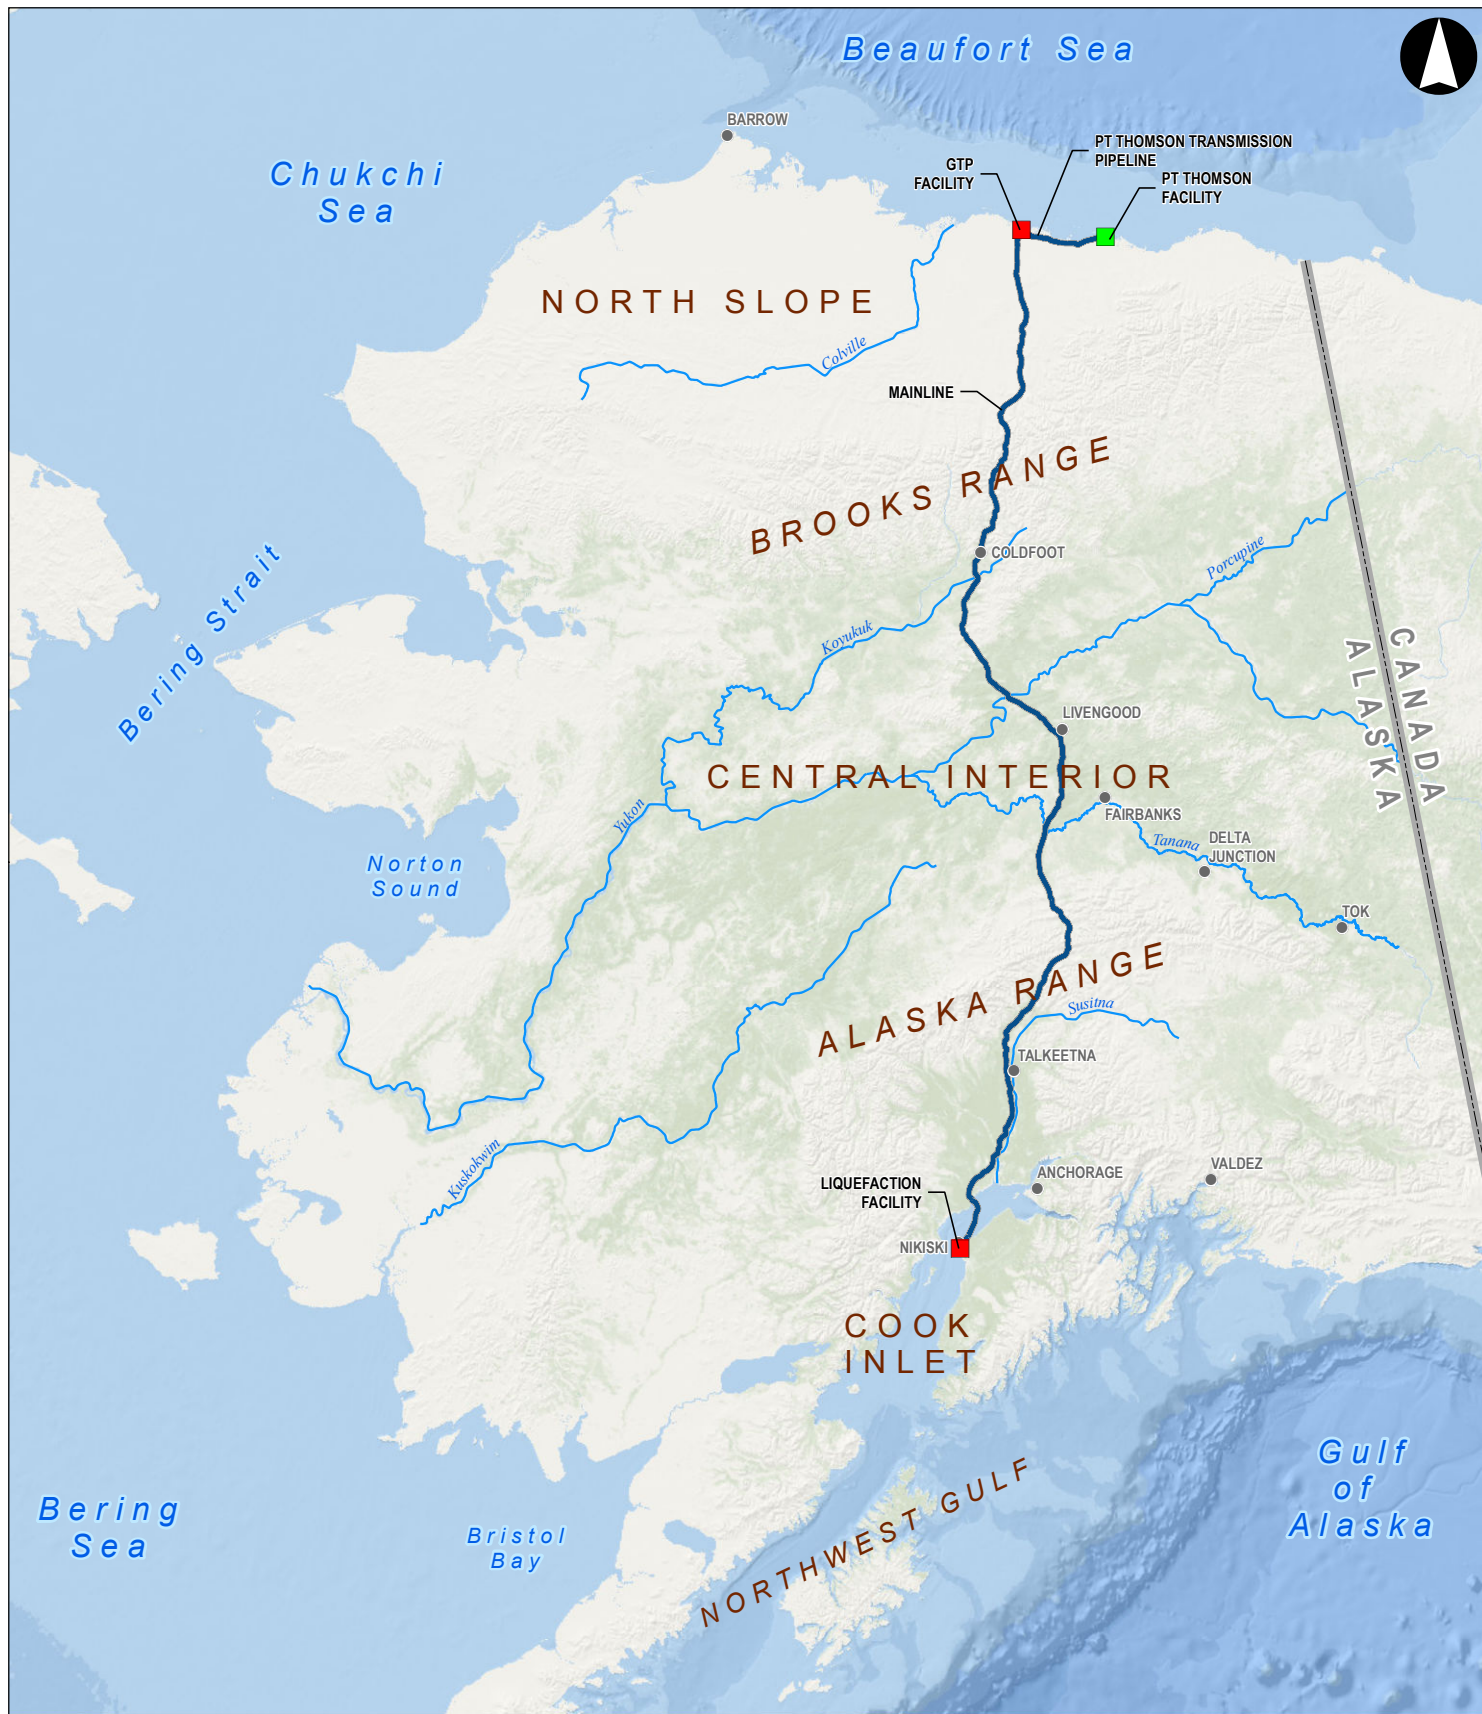 Beaufort Sea
BARROW
PT THOMSON TRANSMISSION
PIPELINE
GTP
FACILITY
Chukchi
Sea
PT THOMSON
FACILITY
NORTH SLOPE
Colville
MAINLINE
BROOKS RANGE
COLDFOOT
Porcupine
Bering Strait
Koyukuk
CANADA
ALASKA
LIVENGOOD
CENTRAL INTERIOR
Yukon
FAIRBANKS
Tanana
DELTA
JUNCTION
Norton
Sound
TOK
ALASKA RANGE
Susitna
TALKEETNA
Kuskokwim
ANCHORAGE
VALDEZ
LIQUEFACTION
FACILITY
NIKISKI
COOK
INLET
NORTHWEST GULF
Gulf
of
Alaska
Bering
Sea
Bristol
Bay